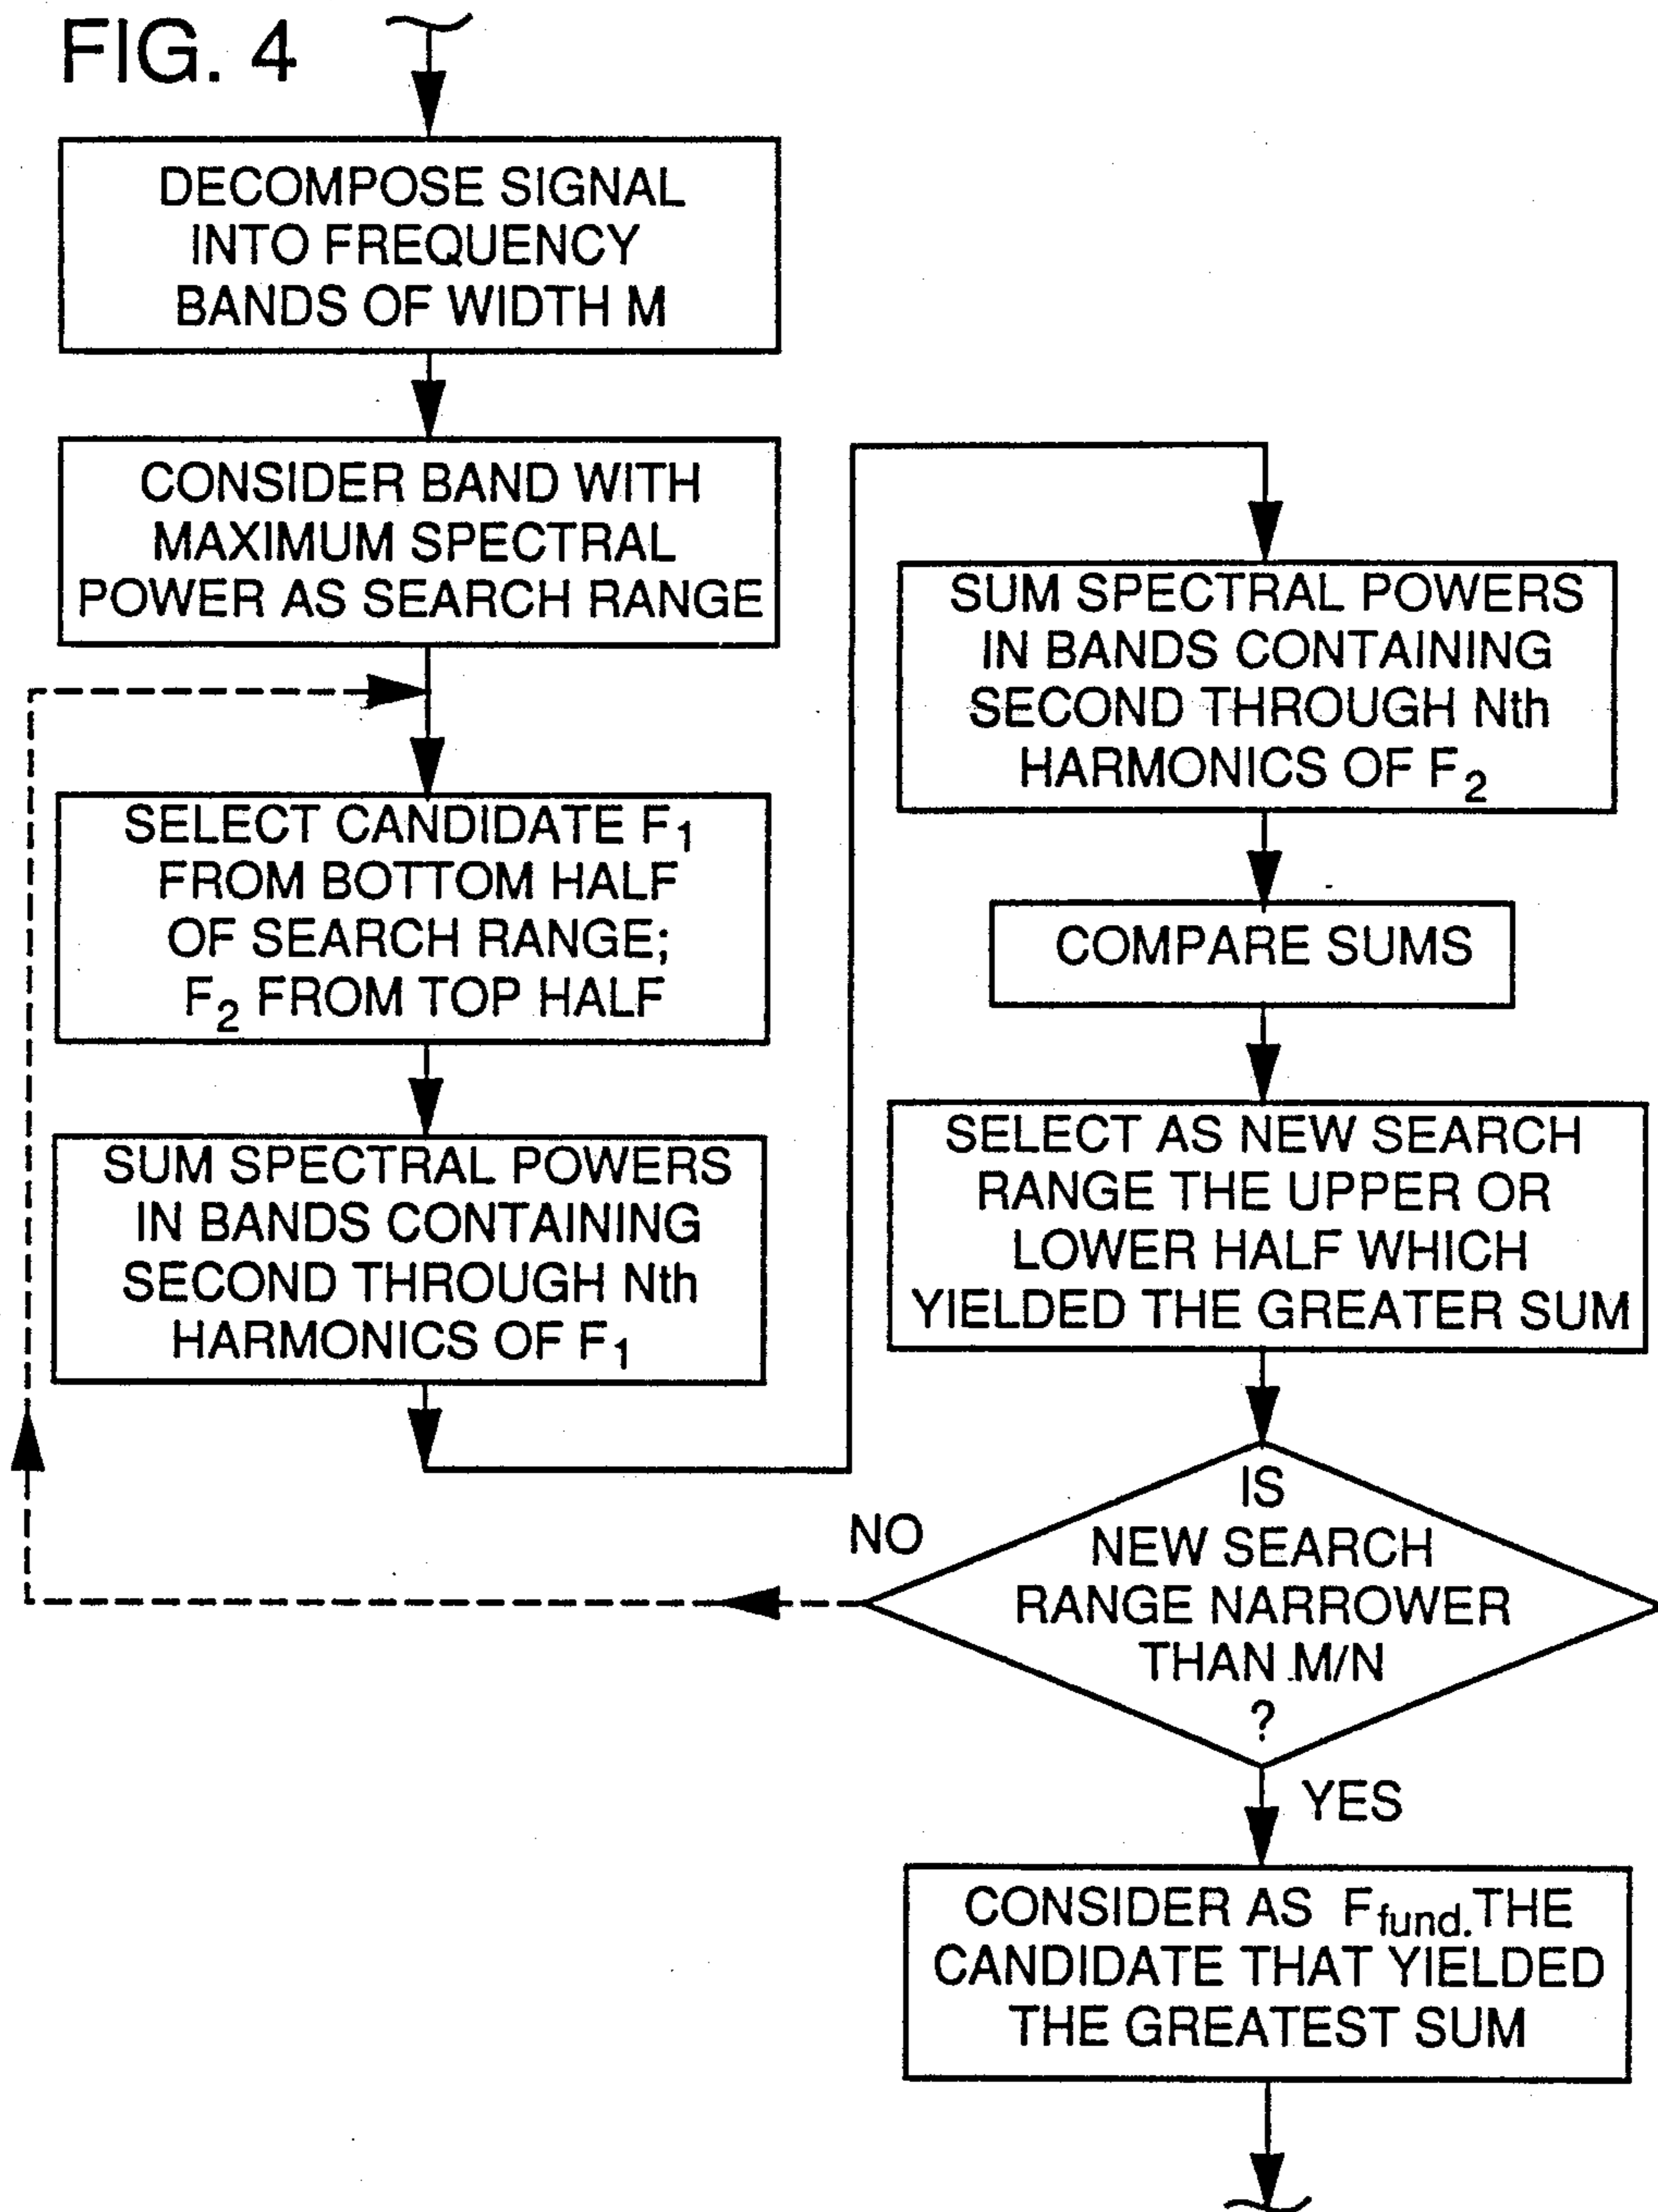 FIG. 4
DECOMPOSE SIGNAL
INTO FREQUENCY
BANDS OF WIDTH M
CONSIDER BAND WITH
MAXIMUM SPECTRAL
POWER AS SEARCH RANGE
SELECT CANDIDATE F1
FROM BOTTOM HALF
OF SEARCH RANGE;
F2 FROM TOP HALF
SUM SPECTRAL POWERS
IN BANDS CONTAINING
SECOND THROUGH Nth
HARMONICS OF F1
SUM SPECTRAL POWERS
IN BANDS CONTAINING
SECOND THROUGH Nth
HARMONICS OF F2
COMPARE SUMS
SELECT AS NEW SEARCH
RANGE THE UPPER OR
LOWER HALF WHICH
YIELDED THE GREATER SUM
IS
NEW SEARCH
RANGE NARROWER
THAN M/N
?
NO
YES
CONSIDER AS Ffund. THE
CANDIDATE THAT YIELDED
THE GREATEST SUM